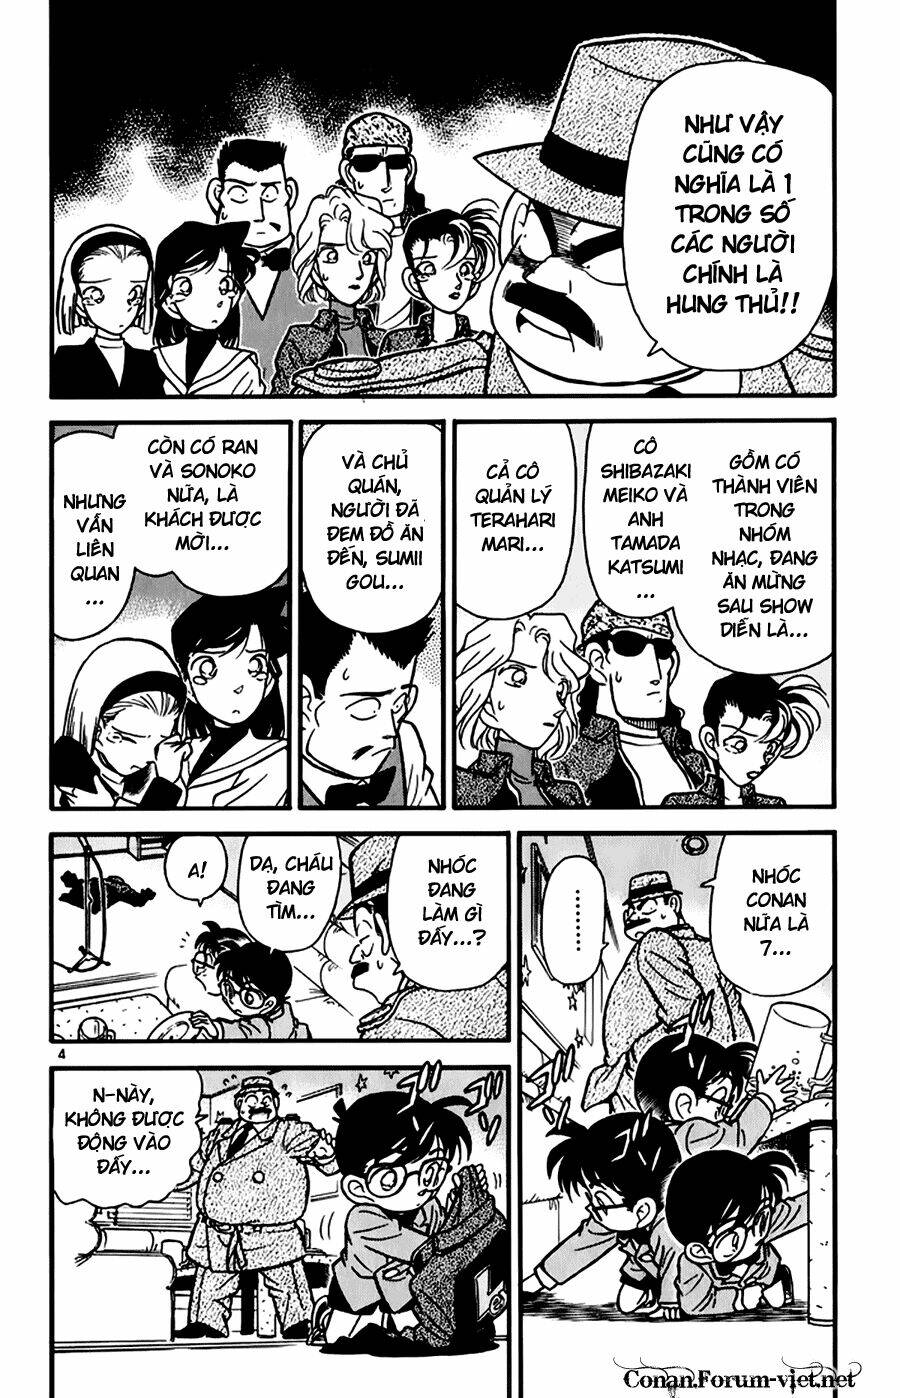 NHƯ VẬY
CŨNG CÓ
NGHĨA LÀ 1
TRONG SỐ
CÁC NGƯỜI
CHÍNH LÀ
HUNG THỦ!!
GỒM CÓ
THÀNH VIÊN
TRONG
NHÓM
NHẠC, ĐANG
ĂN MỪNG
SAU SHOW
DIỄN LÀ...
CÔ
SHIBAZAKI
MEIKO VÀ
ANH
TAMADA
KATSUMI
...
CẢ CÔ
QUẢN LÝ
TERAHARI
MARI...
VÀ CHỦ
QUÁN,
NGƯỜI ĐÃ
ĐEM ĐỒ ĂN
ĐẾN, SUMII
GOU...
CÒN CÓ RAN
VÀ SONOKO
NỮA, LÀ
KHÁCH ĐƯỢC
MỜI...
NHƯNG
VẤN
LIÊN
QUAN
...
NHÓC
CONAN
NỮA LÀ
7...
.........
NHÓC
ĐANG
LÀM GÌ
ĐẤY...?
DẠ, CHÁU
ĐANG
TÌM...
A!
4
N-NÀY,
KHÔNG ĐƯỢC
ĐỘNG VÀO
ĐẤY...
Conan.Forum-viet.net